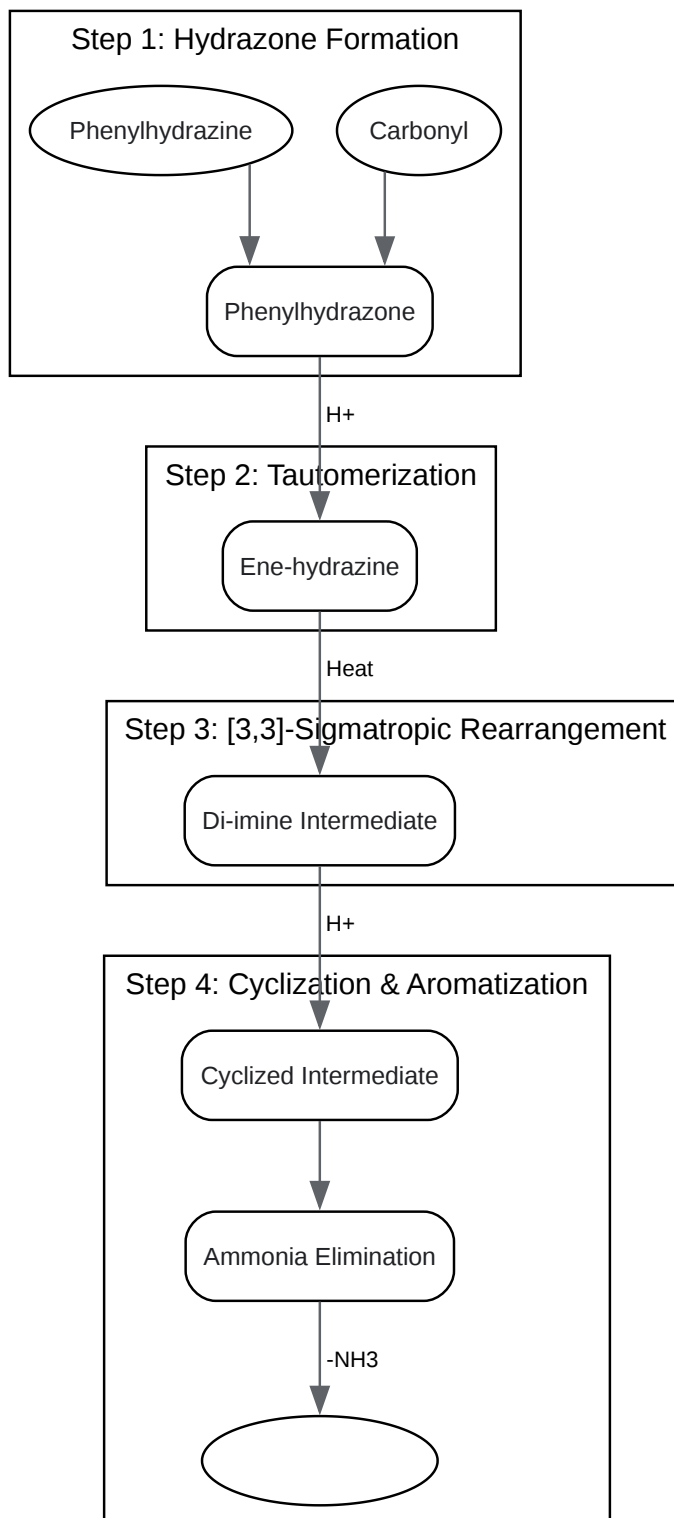 Step 1: Hydrazone Formation
Phenylhydrazine
Carbonyl
Phenylhydrazone
H+
Step 2: Tautomerization
Ene-hydrazine
Heat
Step 3: [3,3]-Sigmatropic Rearrangement
Di-imine Intermediate
H+
Step 4: Cyclization & Aromatization
Cyclized Intermediate
Ammonia Elimination
-NH3